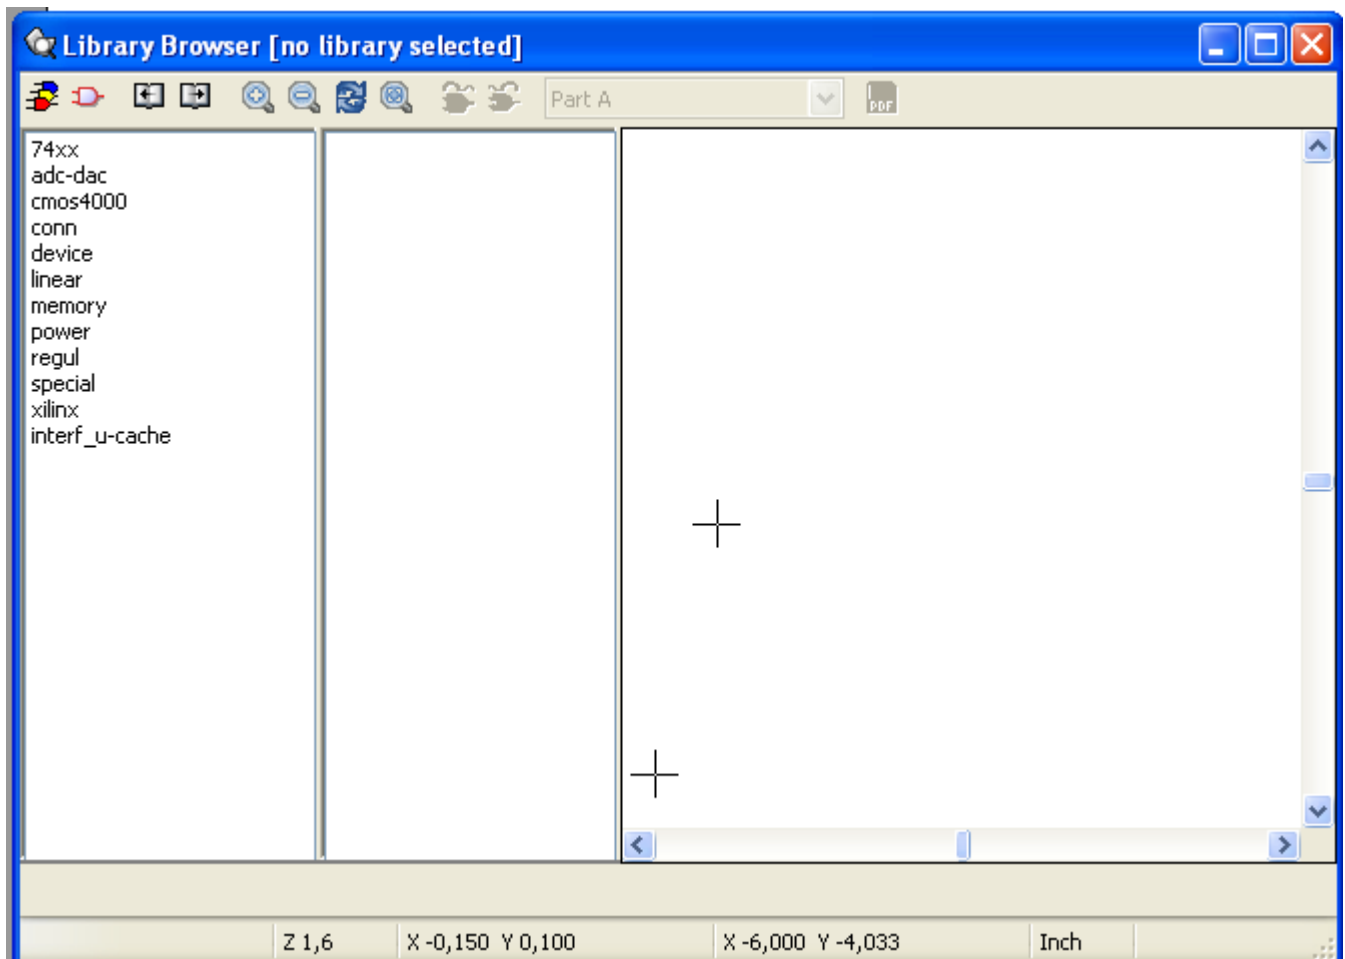 Library Browser [no library selected]
Part A
PDF
74xx
adc-dac
cmos4000
conn
device
linear
memory
power
regul
special
xilinx
interf_u-cache
Z 1,6
X -0,150 Y 0,100
X -6,000 Y -4,033
Inch